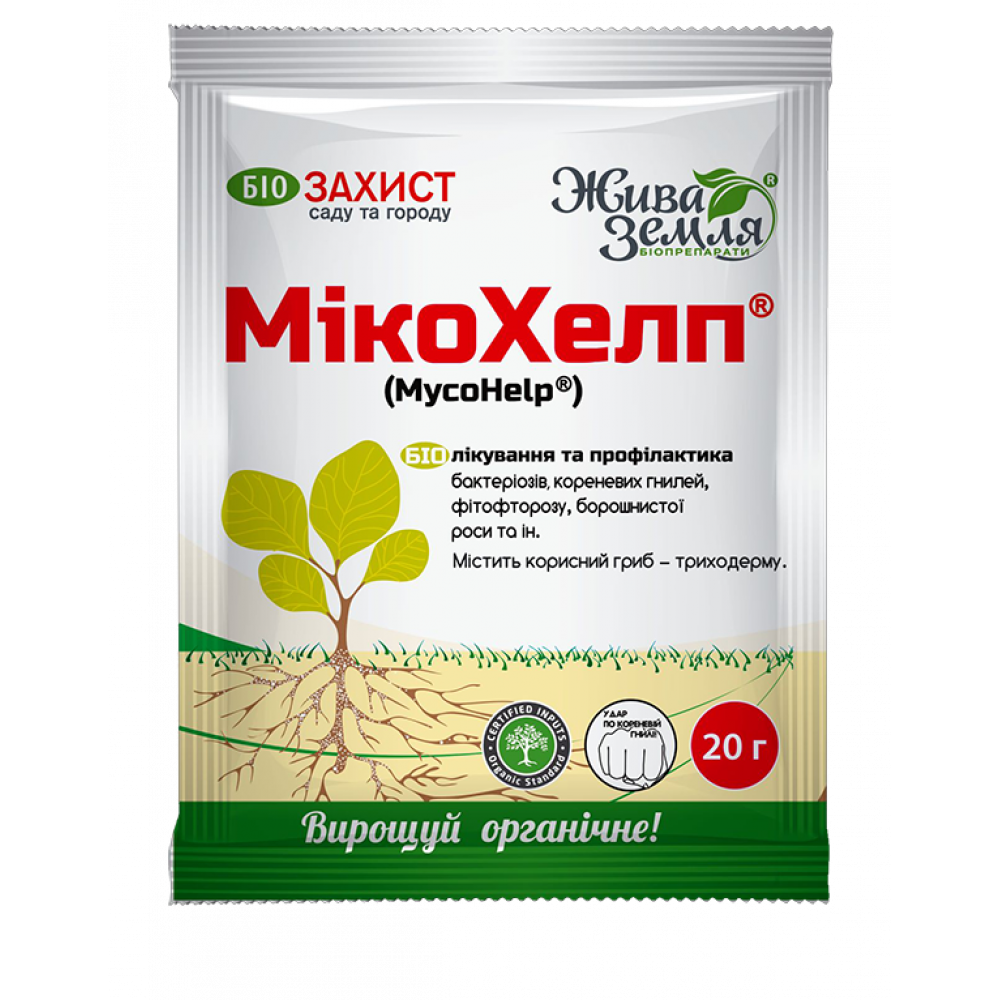 БІО ЗАХИСТ
саду та городу
Жива ®
Земля
БІОПРЕПАРАТИ
МікоХелп®
(MycoHelp®)
БІО лікування та профілактика
бактеріозів, кореневих гнилей,
фітофторозу, борошнистої
роси та ін.
Містить корисний гриб – триходерму.
CERTIFIED INPUTS
Organic Standard
УДАР
ПО КОРЕНЕВІЙ
ГНИЛІ!
20 г
Вирощуй органічне!